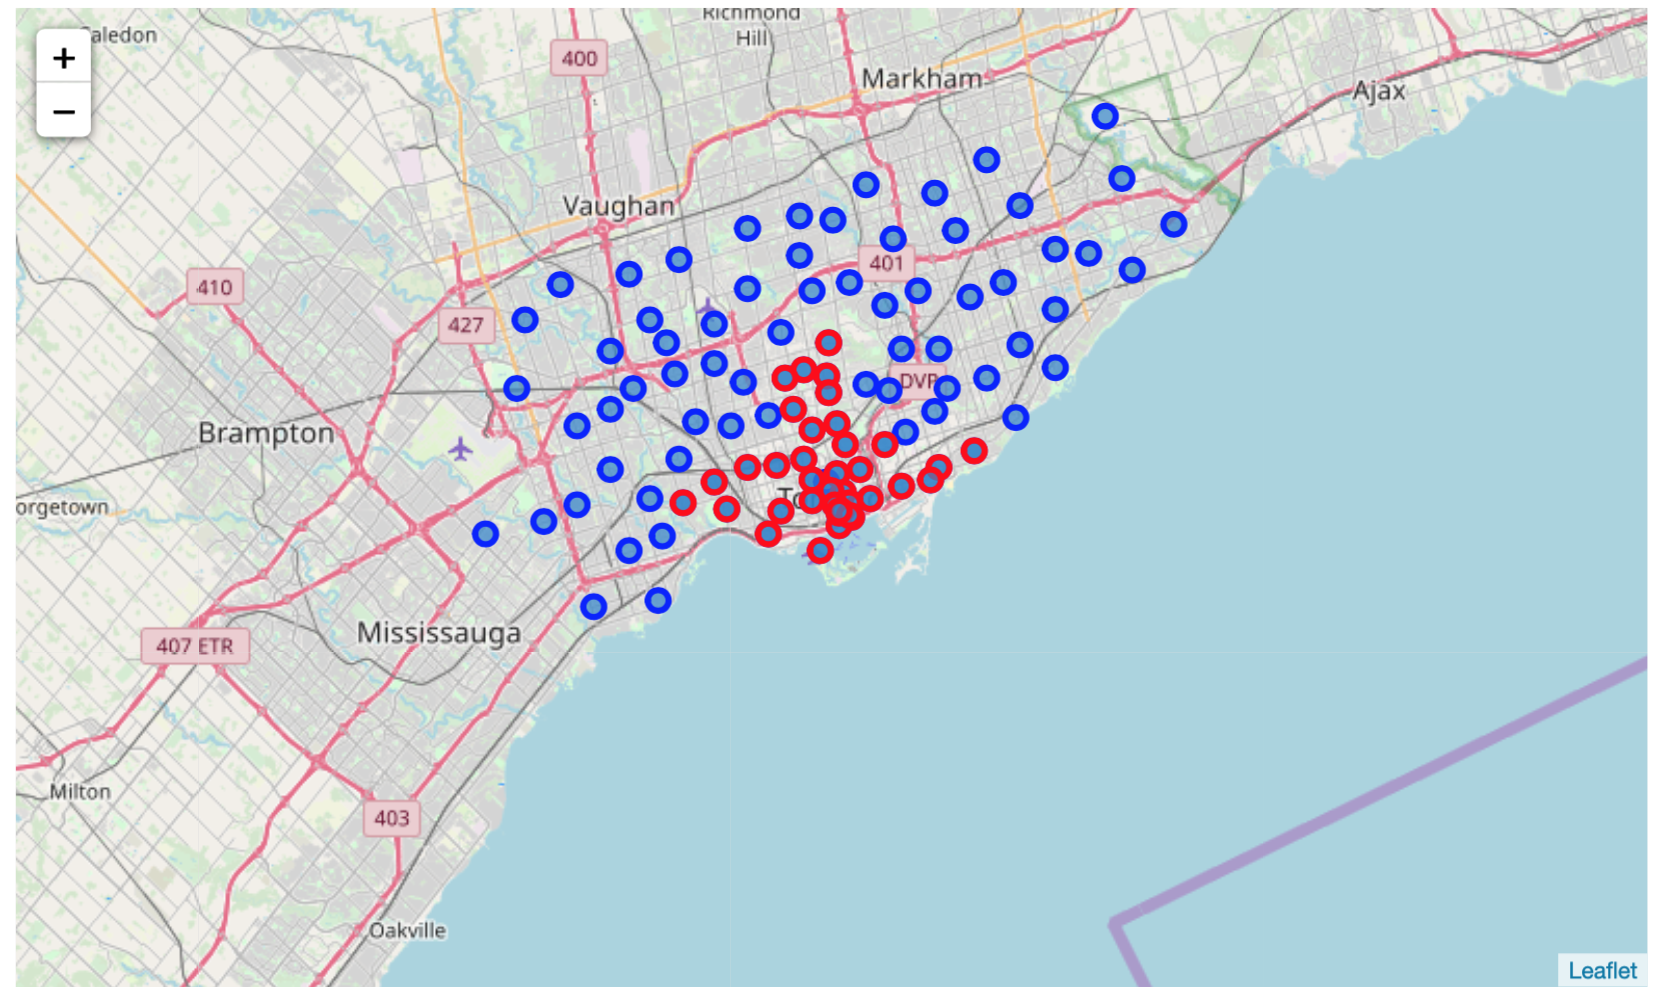 Richmond
Hill
aledon
+
400
Markham
Ajax
−
Vaughan
401
410
427
DVP
Brampton
To
orgetown
Mississauga
407 ETR
Milton
403
Oakville
Leaflet